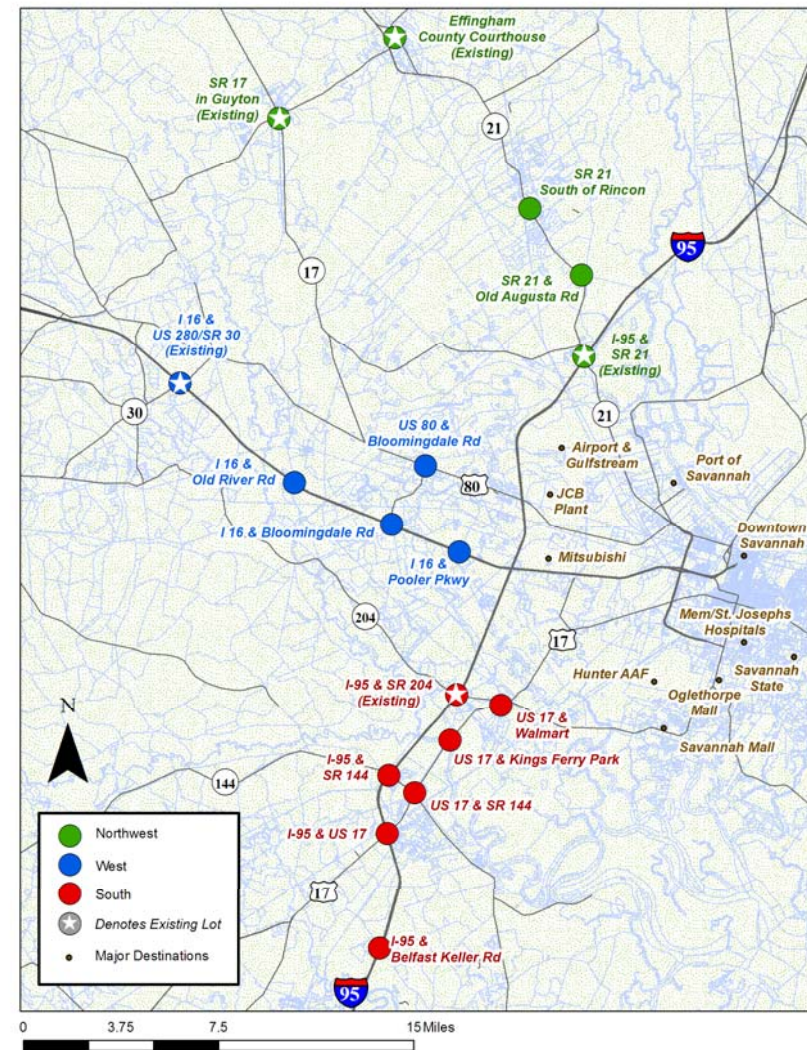 Effingham
County Courthouse
(Existing)
SR 17
in Guyton
(Existing)
21
SR 21
South of Rincon
95
17
SR 21 &
Old Augusta Rd
I 16 &
US 280/SR 30
(Existing)
I-95 &
SR 21
(Existing)
30
21
US 80 &
Bloomingdale Rd
Airport &
Gulfstream
Port of
Savannah
I 16 &
Old River Rd
80
JCB
Plant
I 16 & Bloomingdale Rd
Downtown
Savannah
I 16 &
Pooler Pkwy
Mitsubishi
204
17
Mem/St. Josephs
Hospitals
I-95 & SR 204
(Existing)
Hunter AAF
Savannah
State
Oglethorpe
Mall
N
US 17 &
Walmart
Savannah Mall
US 17 & Kings Ferry Park
I-95 &
SR 144
144
US 17 & SR 144
I-95 & US 17
17
I-95 &
Belfast Keller Rd
95
Northwest
West
South
Denotes Existing Lot
Major Destinations
0 3.75 7.5 15 Miles